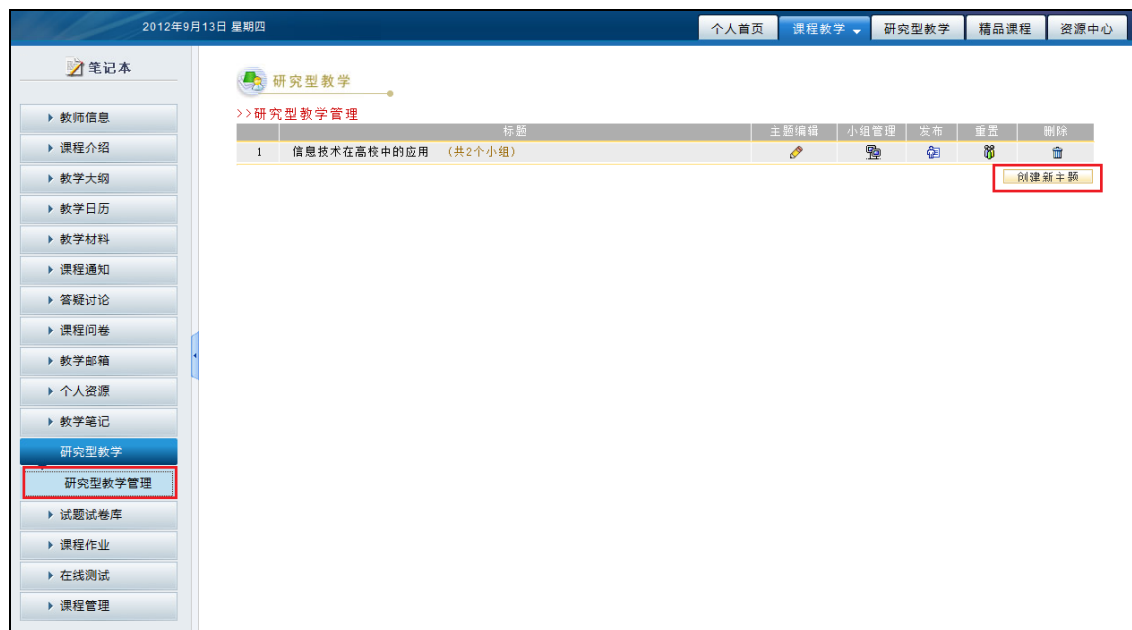 2012年9月13日 星期四
个人首页 课程教学 研究型教学 精品课程 资源中心
笔记本
教师信息
课程介绍
教学大纲
教学日历
教学材料
课程通知
答疑讨论
课程问卷
教学邮箱
个人资源
教学笔记
研究型教学
研究型教学管理
试题试卷库
课程作业
在线测试
课程管理
研究型教学
>>研究型教学管理
标题 主题编辑 小组管理 发布 重置 删除
1 信息技术在高校中的应用 （共2个小组）
创建新主题